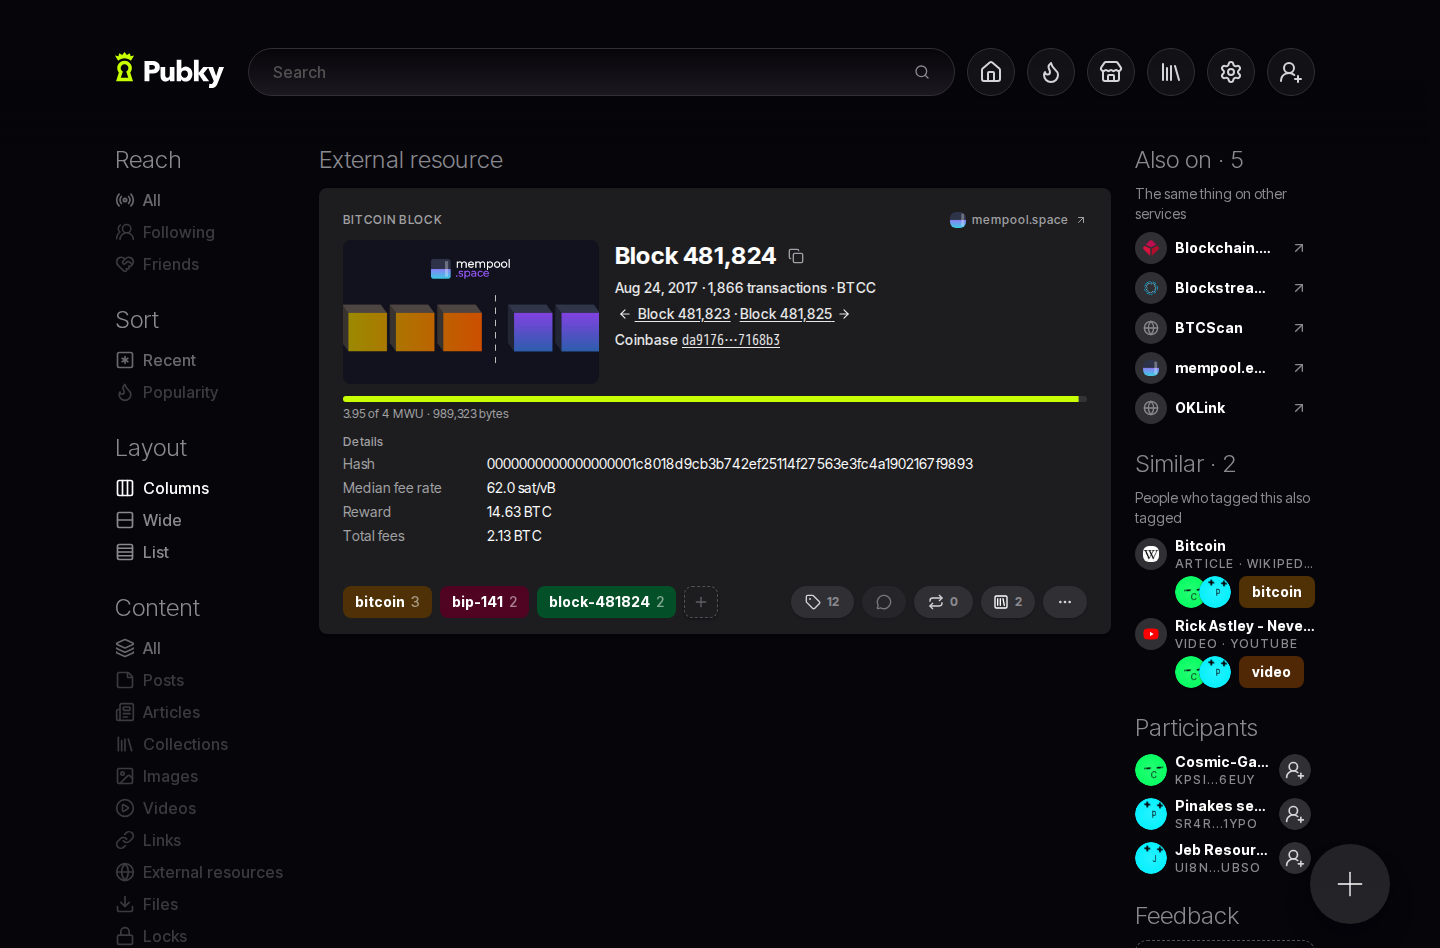 Pubky
Search
Reach
All
Following
Friends
Sort
Recent
Popularity
Layout
Columns
Wide
List
Content
All
Posts
Articles
Collections
Images
Videos
Links
External resources
Files
Locks
External resource
BITCOIN BLOCK
mempool.space
mempool
.space
Block 481,824
Aug 24, 2017 · 1,866 transactions · BTCC
← Block 481,823 · Block 481,825 →
Coinbase da9176⋯7168b3
3.95 of 4 MWU · 989,323 bytes
Details
Hash 0000000000000000001c8018d9cb3b742ef25114f27563e3fc4a1902167f9893
Median fee rate 62.0 sat/vB
Reward 14.63 BTC
Total fees 2.13 BTC
bitcoin 3 bip-141 2 block-481824 2 12 0 2
Also on · 5
The same thing on other
services
Blockchain....
Blockstrea...
BTCScan
mempool.e...
OKLink
Similar · 2
People who tagged this also
tagged
Bitcoin
ARTICLE · WIKIPED...
bitcoin
Rick Astley - Neve...
VIDEO · YOUTUBE
video
Participants
Cosmic-Ga...
KPSI...6EUY
Pinakes se...
SR4R...1YPO
Jeb Resour...
UI8N...UBSO
Feedback